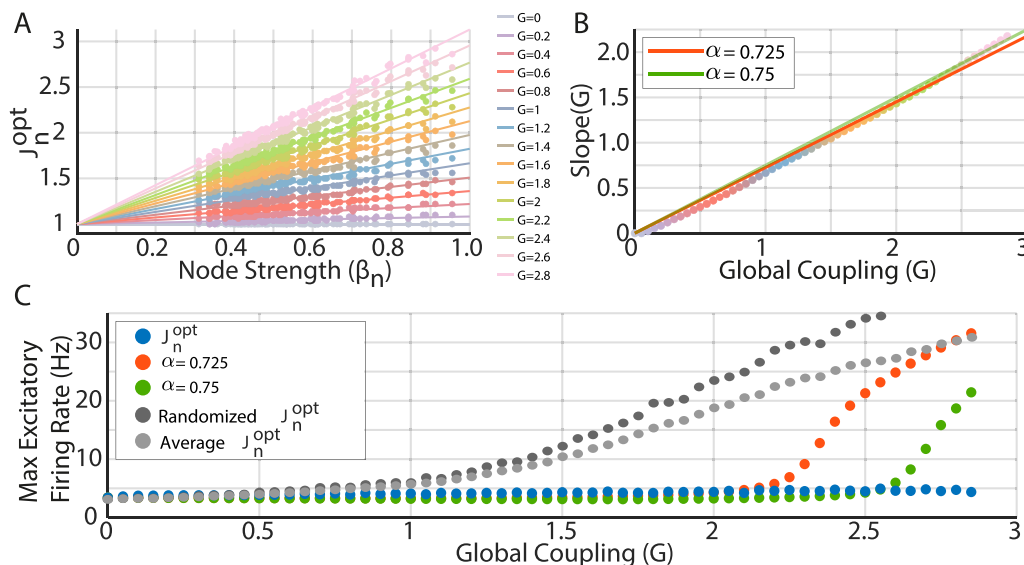 A
3
2.5
2
1.5
1
J_n^opt
0
0.2
0.4
0.6
0.8
1.0
Node Strength (β_n)
G=0
G=0.2
G=0.4
G=0.6
G=0.8
G=1
G=1.2
G=1.4
G=1.6
G=1.8
G=2
G=2.2
G=2.4
G=2.6
G=2.8
B
2.0
1.5
1.0
0.5
0
Slope(G)
α = 0.725
α = 0.75
0
1
2
3
Global Coupling (G)
C
30
20
10
0
Max Excitatory
Firing Rate (Hz)
J_n^opt
α = 0.725
α = 0.75
Randomized J_n^opt
Average J_n^opt
0
0.5
1
1.5
2
2.5
3
Global Coupling (G)